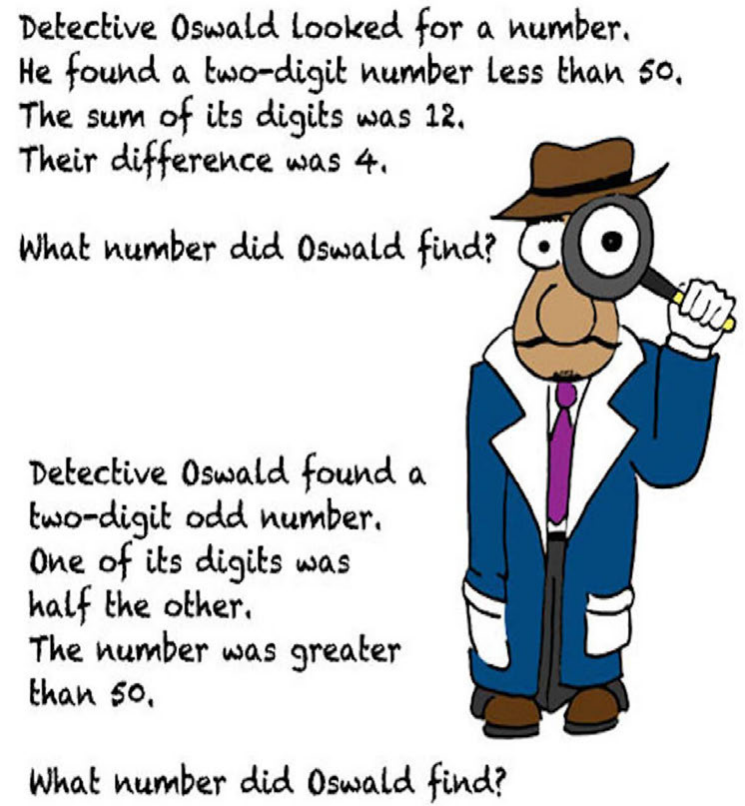 Detective Oswald looked for a number.
He found a two-digit number less than 50.
The sum of its digits was 12.
Their difference was 4.
What number did Oswald find?
Detective Oswald found a
two-digit odd number.
One of its digits was
half the other.
The number was greater
than 50.
What number did Oswald find?